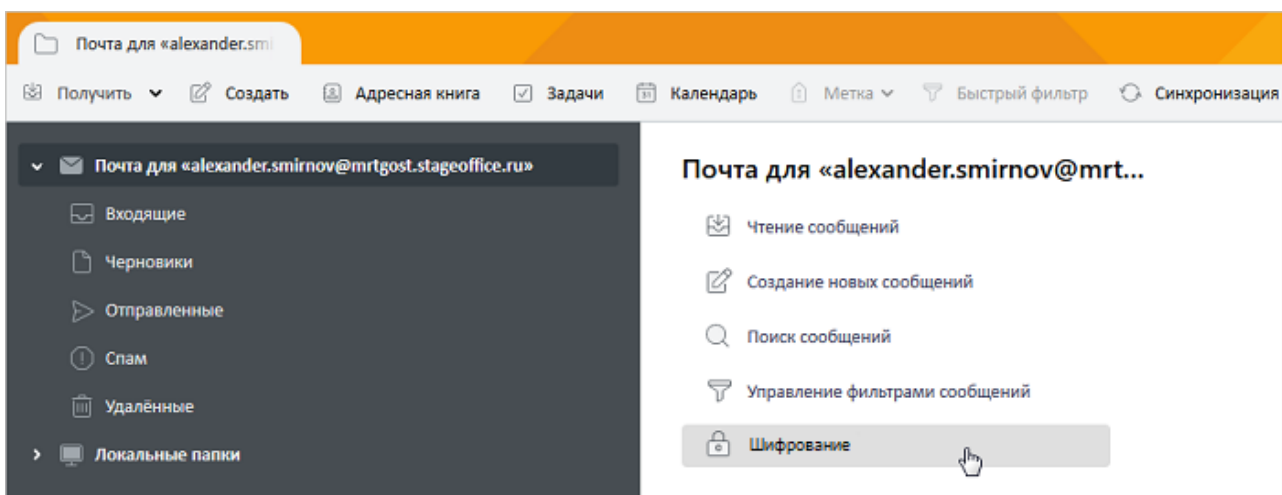 Почта для «alexander.smi
Получить Создать Адресная книга Задачи Календарь Метка Быстрый фильтр Синхронизация
Почта для «alexander.smirnov@mrtgost.stageoffice.ru»
Входящие
Черновики
Отправленные
Спам
Удалённые
Локальные папки
Почта для «alexander.smirnov@mrt...
Чтение сообщений
Создание новых сообщений
Поиск сообщений
Управление фильтрами сообщений
Шифрование